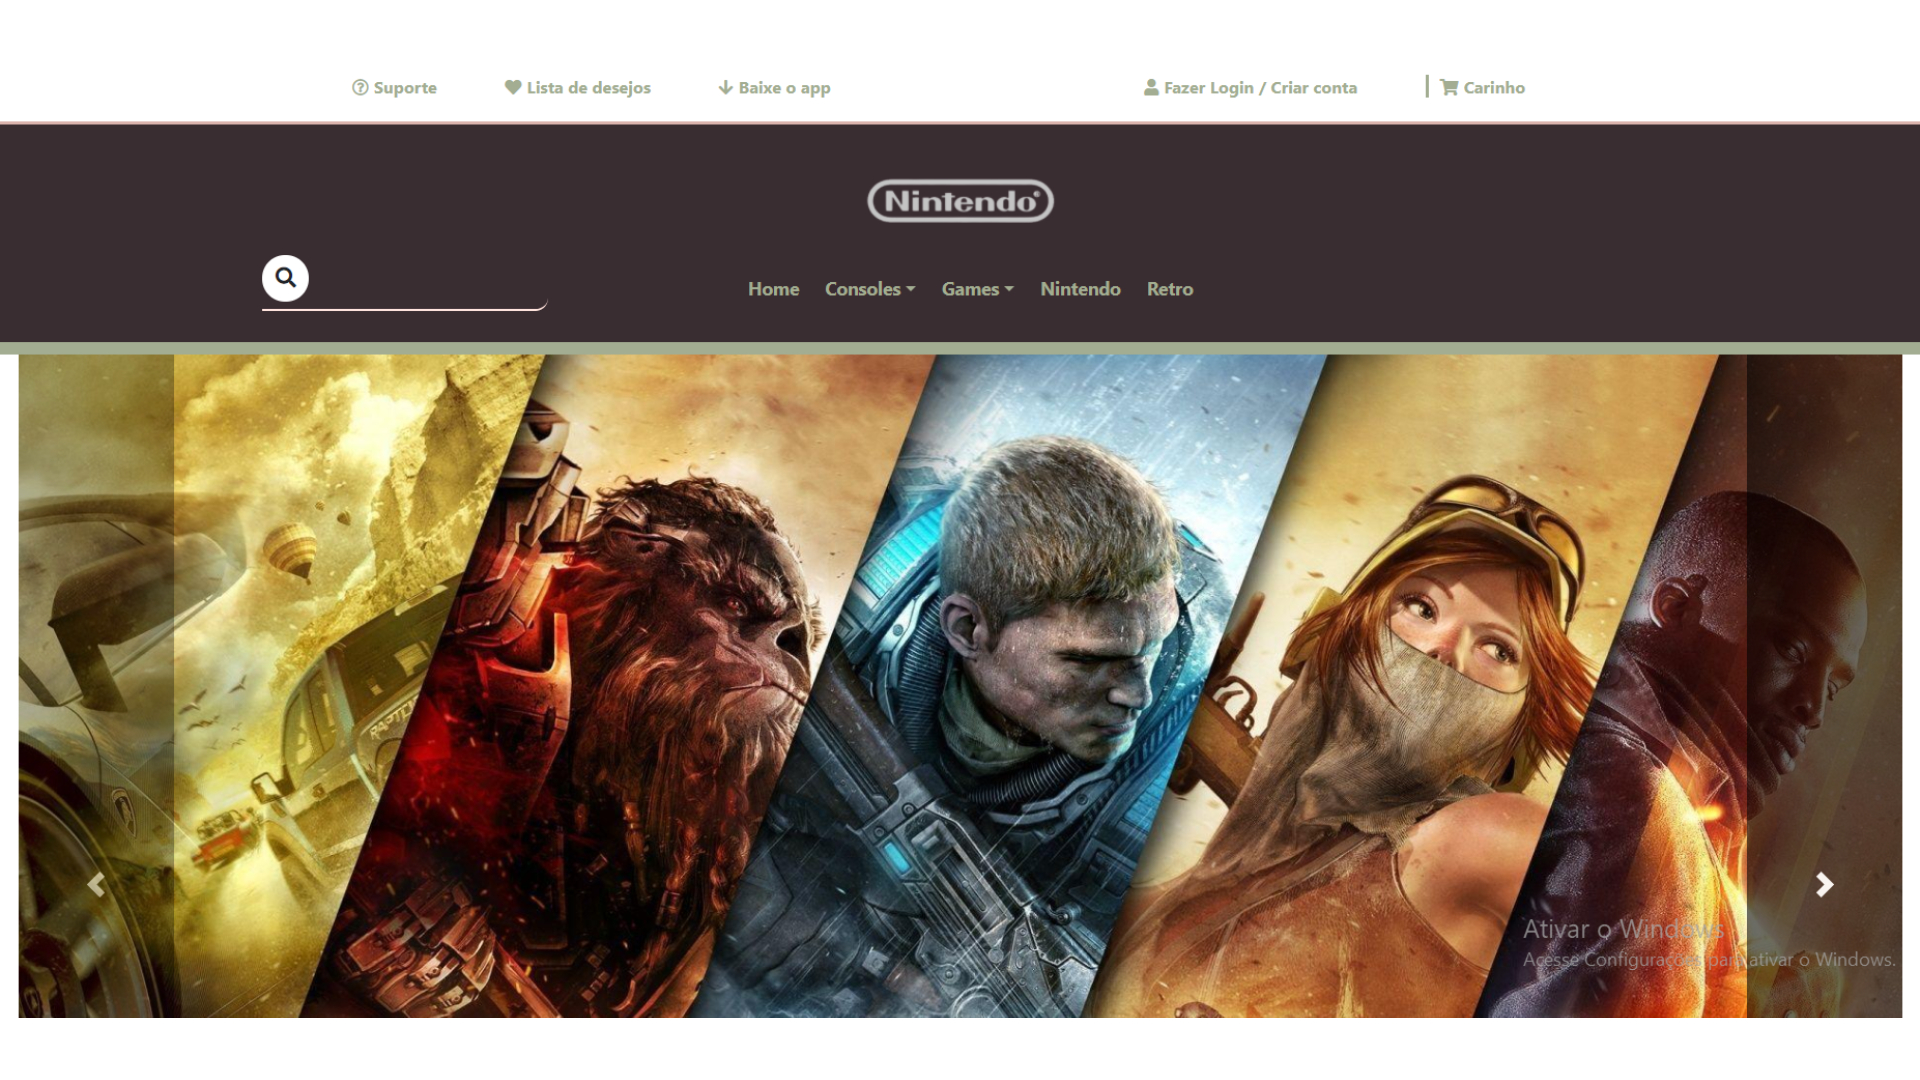 Suporte
Lista de desejos
Baixe o app
Fazer Login / Criar conta
Carinho
Nintendo
Home
Consoles
Games
Nintendo
Retro
Ativar o Windows
Acesse Configurações para ativar o Windows.